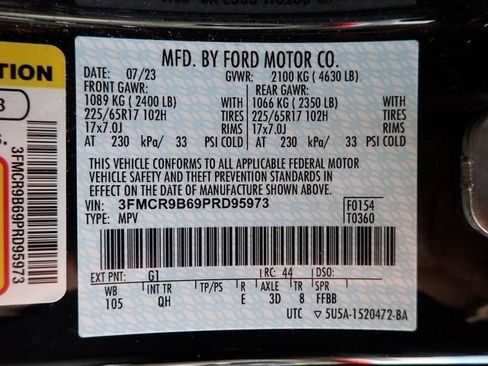 MFD. BY FORD MOTOR CO.
DATE: 07/23 GVWR: 2100 KG ( 4630 LB)
FRONT GAWR: REAR GAWR:
1089 KG ( 2400 LB) WITH 1066 KG ( 2350 LB) WITH
225/65R17 102H TIRES 225/65R17 102H TIRES
17x7.0J RIMS 17x7.0J RIMS
AT 230 kPa/ 33 PSI COLD AT 230 kPa/ 33 PSI COLD
THIS VEHICLE CONFORMS TO ALL APPLICABLE FEDERAL MOTOR
VEHICLE SAFETY AND THEFT PREVENTION STANDARDS IN
EFFECT ON THE DATE OF MANUFACTURE SHOWN ABOVE.
VIN: 3FMCR9B69PRD95973 F0154
TYPE: MPV T0360
EXT PNT: G1 RC: 44 DSO:
WB INT TR TP/PS R AXLE TR SPR
105 QH E 3D 8 FFBB
UTC ▽ 5U5A-1520472-BA
3FMCR9B69PRD95973